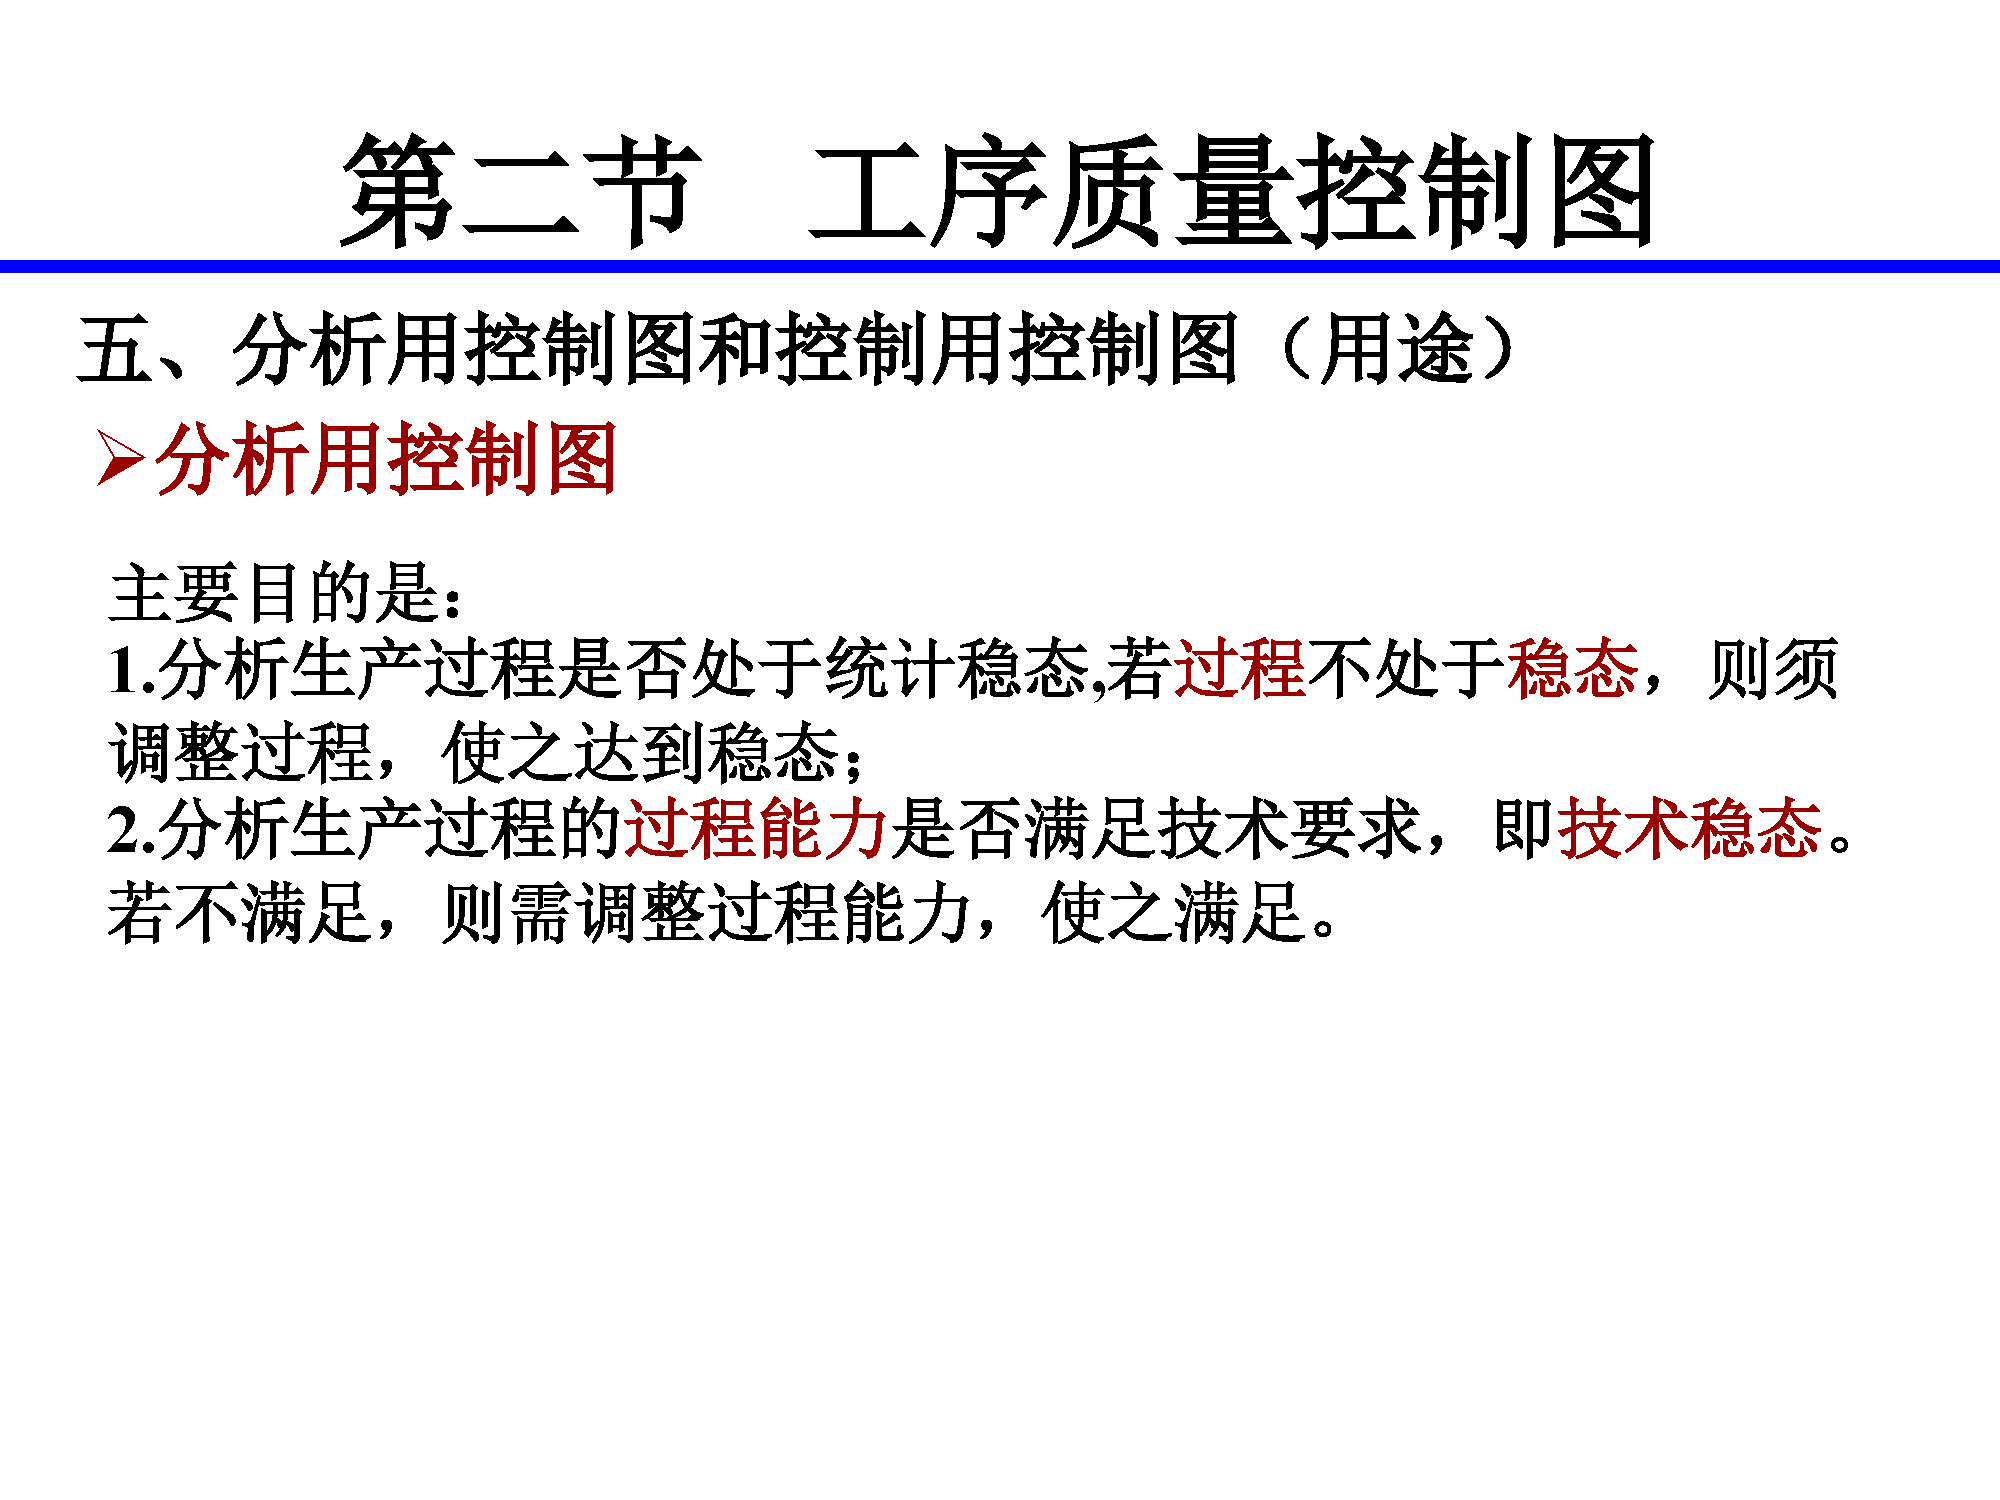 第二节 工序质量控制图
五、分析用控制图和控制用控制图（用途）
➢分析用控制图
主要目的是：
1.分析生产过程是否处于统计稳态,若过程不处于稳态，则须
调整过程，使之达到稳态；
2.分析生产过程的过程能力是否满足技术要求，即技术稳态。
若不满足，则需调整过程能力，使之满足。